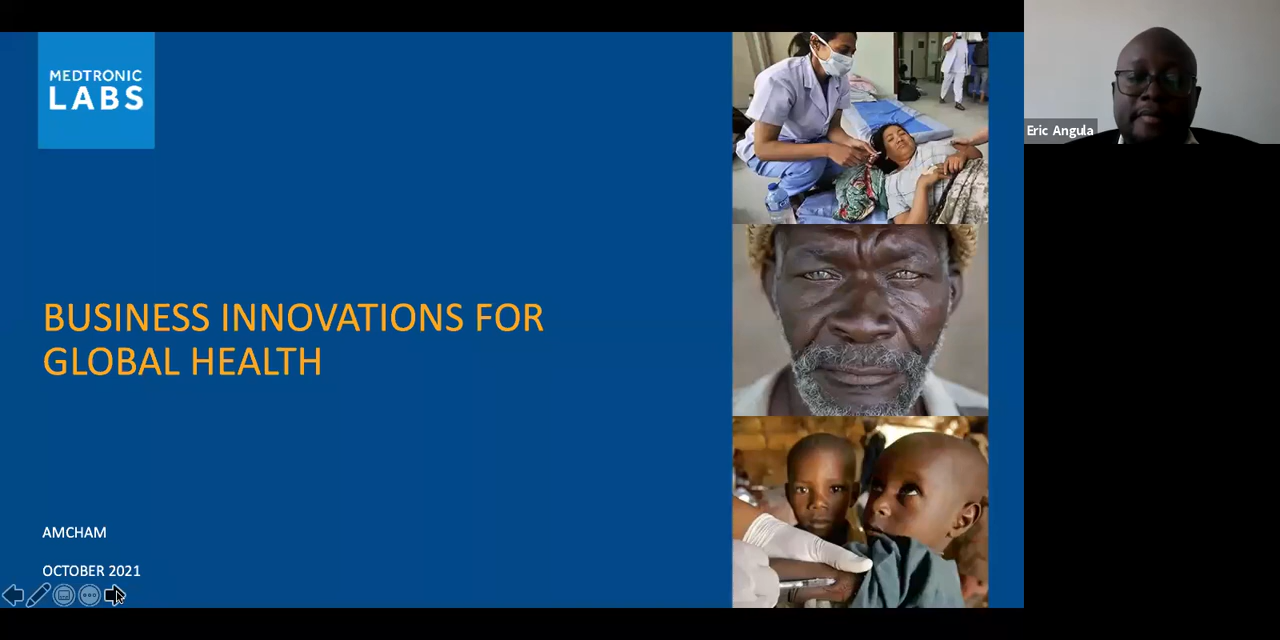 MEDTRONIC
LABS
Eric Angula
BUSINESS INNOVATIONS FOR
GLOBAL HEALTH
AMCHAM
OCTOBER 2021